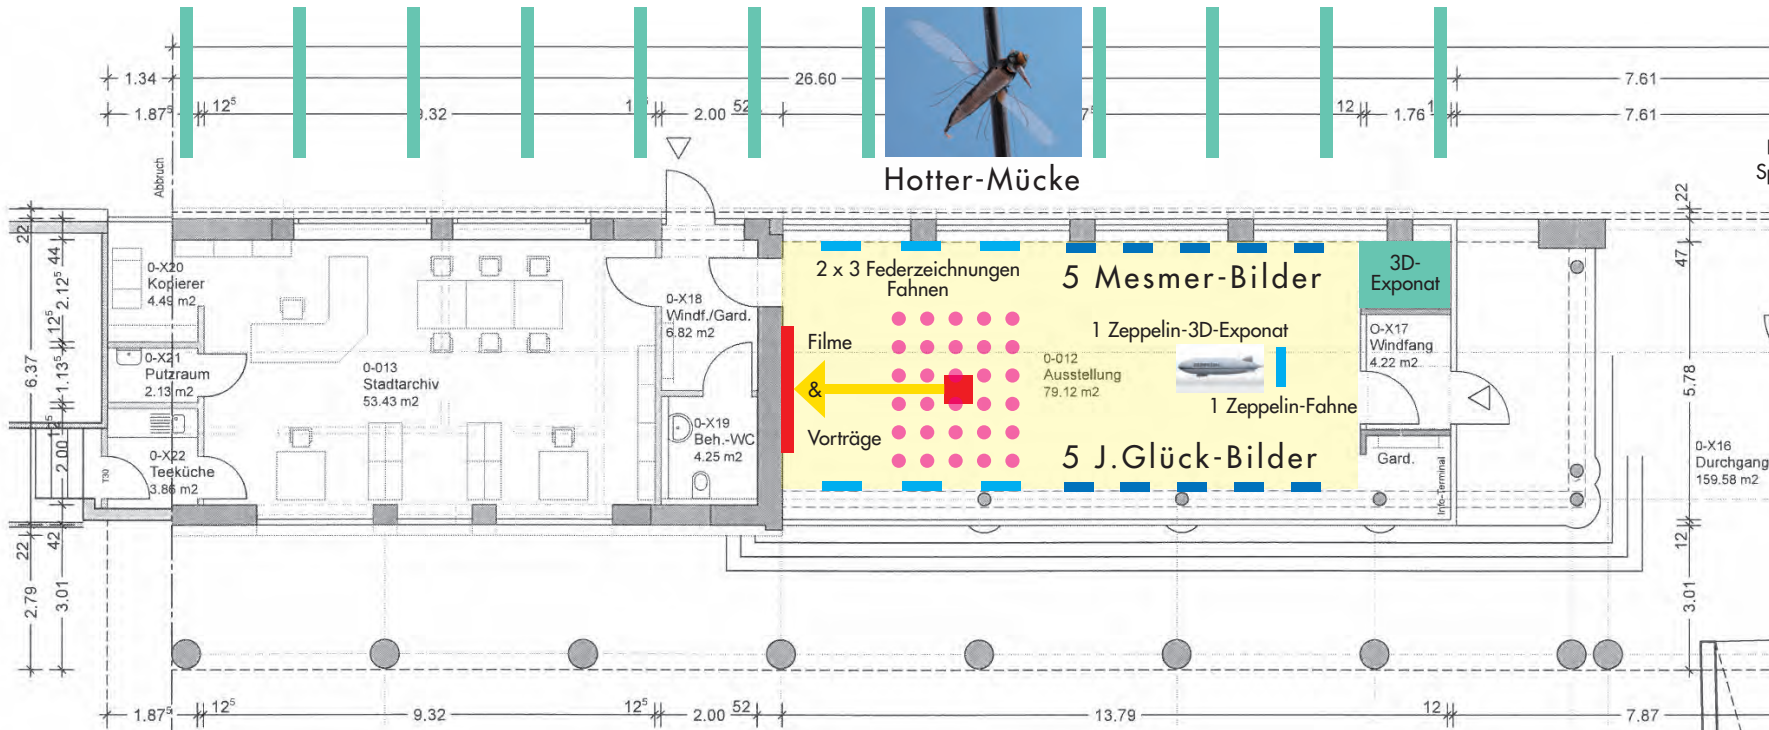 1.34
26.60
7.61
1.87⁵
12⁵
9.32
2.00
52
12
1.76
7.61
Abbruch
Hotter-Mücke
22
22
44
2.12⁵
12⁵
1.13⁵
12⁵
2.00
6.37
22
42
2.79
3.01
0-X20
Kopierer
4.49 m2
0-X21
Putzraum
2.13 m2
0-X22
Teeküche
3.86 m2
T30
0-013
Stadtarchiv
53.43 m2
0-X18
Windf./Gard.
6.82 m2
0-X19
Beh.-WC
4.25 m2
2 x 3 Federzeichnungen
Fahnen
5 Mesmer-Bilder
3D-
Exponat
Filme
&
Vorträge
1 Zeppelin-3D-Exponat
0-012
Ausstellung
79.12 m2
1 Zeppelin-Fahne
5 J.Glück-Bilder
O-X17
Windfang
4.22 m2
Gard.
Info-Terminal
47
5.78
12
3.01
0-X16
Durchgang
159.58 m2
1.87⁵
12⁵
9.32
12⁵
2.00
52
13.79
12
7.87